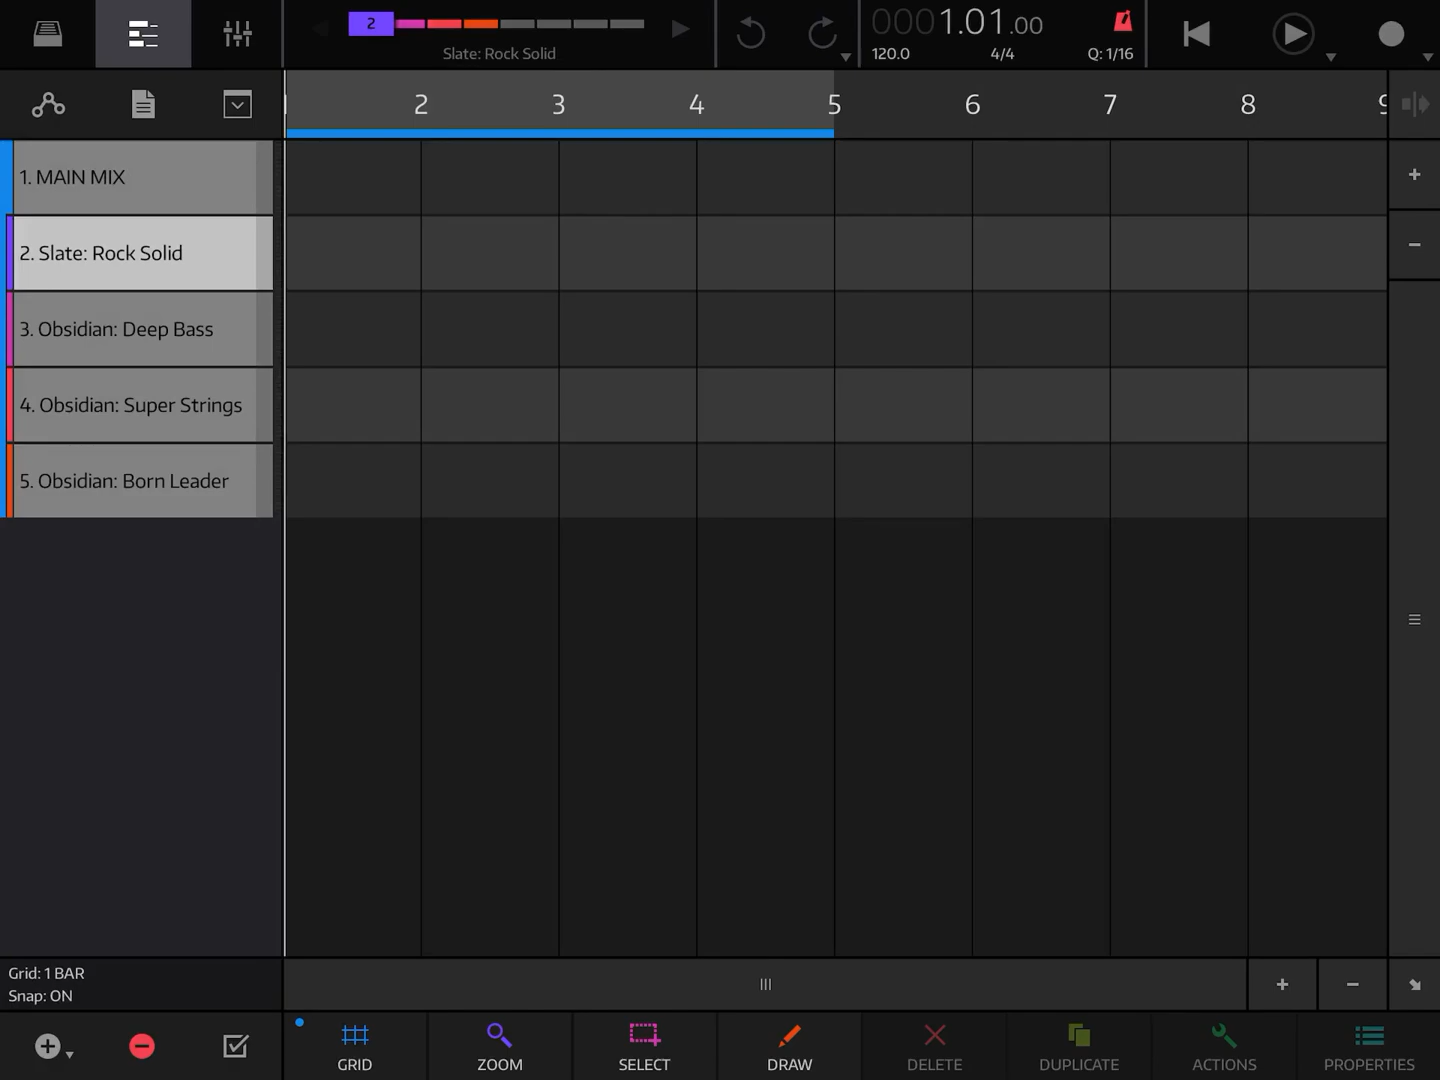 2
Slate: Rock Solid
0001.01.00
120.0
4/4
Q: 1/16
2
3
4
5
6
7
8
9
1. MAIN MIX
2. Slate: Rock Solid
3. Obsidian: Deep Bass
4. Obsidian: Super Strings
5. Obsidian: Born Leader
Grid: 1 BAR
Snap: ON
GRID
ZOOM
SELECT
DRAW
DELETE
DUPLICATE
ACTIONS
PROPERTIES